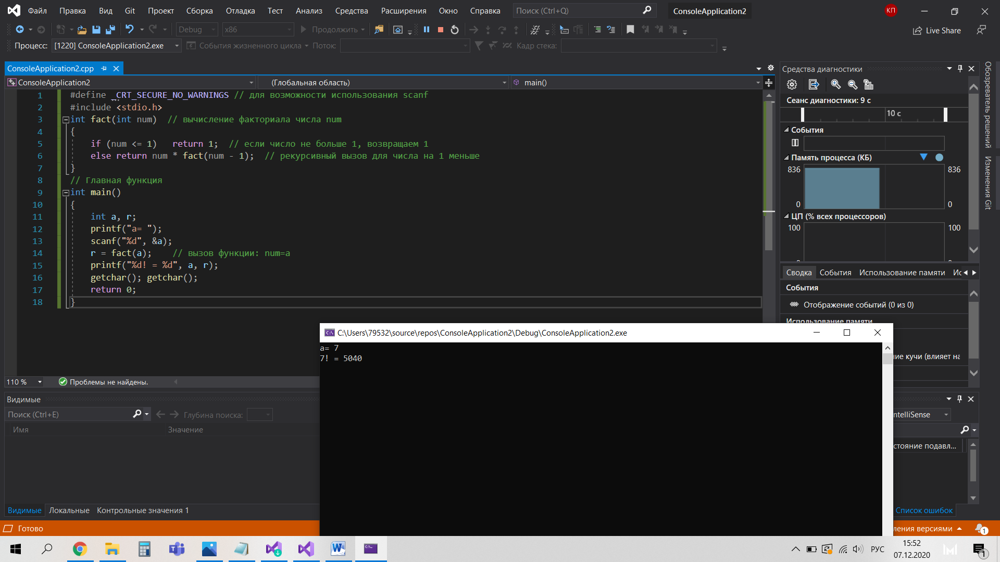 Файл Правка Вид Git Проект Сборка Отладка Тест Анализ Средства Расширения Окно Справка Поиск (Ctrl+Q) ConsoleApplication2 КП
Debug x86 Продолжить Live Share
Процесс: [1220] ConsoleApplication2.exe События жизненного цикла Поток: Кадр стека:
ConsoleApplication2.cpp
ConsoleApplication2 (Глобальная область) main()
1 #define _CRT_SECURE_NO_WARNINGS // для возможности использования scanf
2 #include <stdio.h>
3 int fact(int num) // вычисление факториала числа num
4 {
5 if (num <= 1) return 1; // если число не больше 1, возвращаем 1
6 else return num * fact(num - 1); // рекурсивный вызов для числа на 1 меньше
7 }
8 // Главная функция
9 int main()
10 {
11 int a, r;
12 printf("a= ");
13 scanf("%d", &a);
14 r = fact(a); // вызов функции: num=a
15 printf("%d! = %d", a, r);
16 getchar(); getchar();
17 return 0;
18 }
110 % Проблемы не найдены.
Средства диагностики
Сеанс диагностики: 9 с
10 с
События
Память процесса (КБ)
836 836
0 0
ЦП (% всех процессоров)
100 100
Сводка События Использование памяти Ис
События
Отображение событий (0 из 0)
Использование памяти
ие кучи (влияет на
Обозреватель решений
Изменения Git
C:\Users\79532\source\repos\ConsoleApplication2\Debug\ConsoleApplication2.exe
a= 7
7! = 5040
Видимые
Поиск (Ctrl+E) Глубина поиска:
Имя Значение
Видимые Локальные Контрольные значения 1
ntelliSense
стояние подавл...
Список ошибок
Готово
ления версиями 1
РУС 15:52
07.12.2020
1